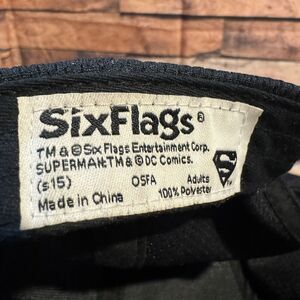 SixFlags®
TM & © Six Flags Entertainment Corp.
SUPERMAN:TM & © DC Comics.
(s15) OSFA Adults
Made in China 100% Polyester